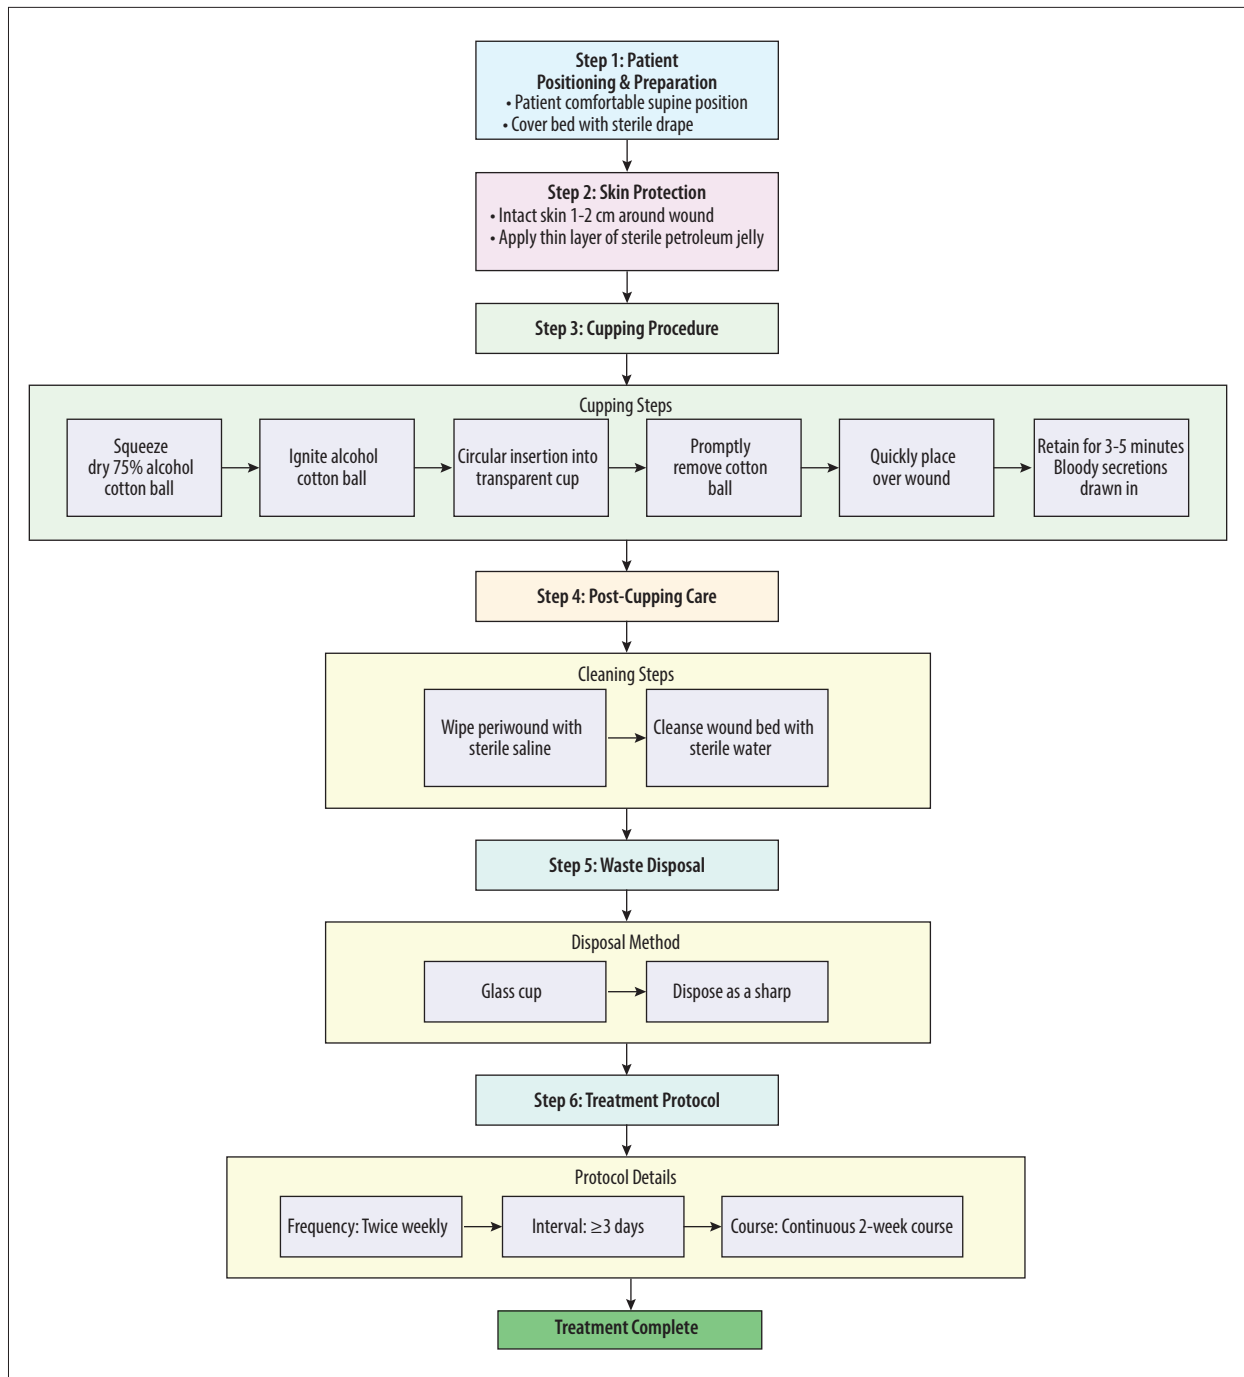 Step 1: Patient
Positioning & Preparation
• Patient comfortable supine position
• Cover bed with sterile drape
Step 2: Skin Protection
• Intact skin 1-2 cm around wound
• Apply thin layer of sterile petroleum jelly
Step 3: Cupping Procedure
Cupping Steps
Squeeze
dry 75% alcohol
cotton ball
Ignite alcohol
cotton ball
Circular insertion into
transparent cup
Promptly
remove cotton
ball
Quickly place
over wound
Retain for 3-5 minutes
Bloody secretions
drawn in
Step 4: Post-Cupping Care
Cleaning Steps
Wipe periwound with
sterile saline
Cleanse wound bed with
sterile water
Step 5: Waste Disposal
Disposal Method
Glass cup
Dispose as a sharp
Step 6: Treatment Protocol
Protocol Details
Frequency: Twice weekly
Interval: ≥3 days
Course: Continuous 2-week course
Treatment Complete